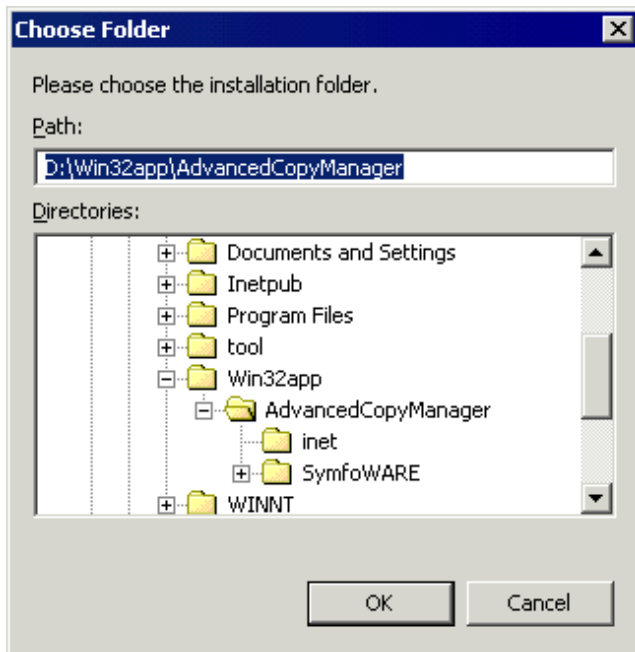 Choose Folder
Please choose the installation folder.
Path:
D:\Win32app\AdvancedCopyManager
Directories:
Documents and Settings
Inetpub
Program Files
tool
Win32app
AdvancedCopyManager
inet
SymfoWARE
WINNT
OK Cancel